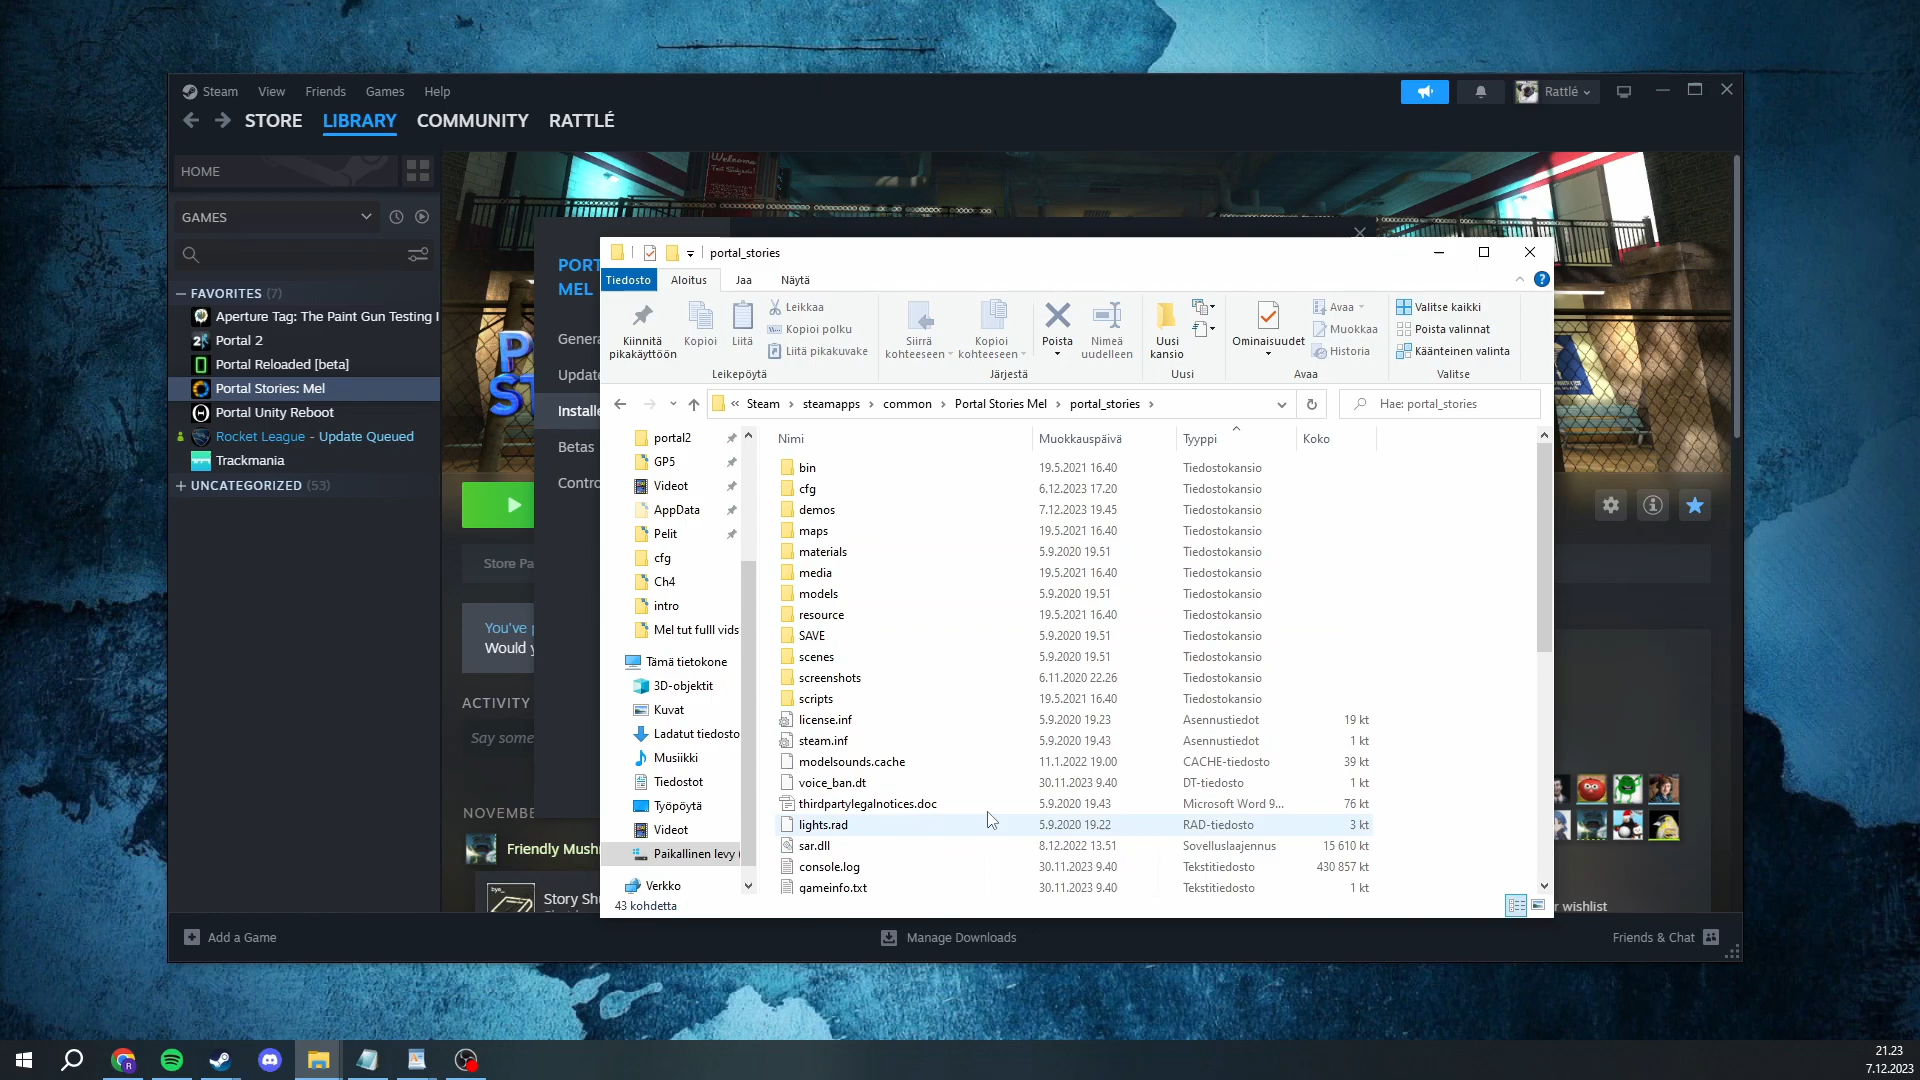 Steam View Friends Games Help
Rattlé
STORE LIBRARY COMMUNITY RATTLÉ
HOME
GAMES
FAVORITES (7)
Aperture Tag: The Paint Gun Testing I
Portal 2
Portal Reloaded [beta]
Portal Stories: Mel
Portal Unity Reboot
Rocket League - Update Queued
Trackmania
UNCATEGORIZED (53)
Welcome
PORT
MEL
Genera
Update
Installe
Betas
Contro
Store Pa
You've p
Would y
ACTIVITY
Say some
NOVEMBER
Friendly Mushr
bye_
Story Sh
portal_stories
Tiedosto Aloitus Jaa Näytä
Kiinnitä pikakäyttöön
Kopioi
Liitä
Leikkaa
Kopioi polku
Liitä pikakuvake
Leikepöytä
Siirrä kohteeseen
Kopioi kohteeseen
Poista
Nimeä uudelleen
Järjestä
Uusi kansio
Uusi
Ominaisuudet
Avaa
Muokkaa
Historia
Avaa
Valitse kaikki
Poista valinnat
Käänteinen valinta
Valitse
« Steam › steamapps › common › Portal Stories Mel › portal_stories ›
Hae: portal_stories
portal2
GP5
Videot
AppData
Pelit
cfg
Ch4
intro
Mel tut fulll vids
Tämä tietokone
3D-objektit
Kuvat
Ladatut tiedosto
Musiikki
Tiedostot
Työpöytä
Videot
Paikallinen levy (
Verkko
Nimi Muokkauspäivä Tyyppi Koko
bin 19.5.2021 16.40 Tiedostokansio
cfg 6.12.2023 17.20 Tiedostokansio
demos 7.12.2023 19.45 Tiedostokansio
maps 19.5.2021 16.40 Tiedostokansio
materials 5.9.2020 19.51 Tiedostokansio
media 19.5.2021 16.40 Tiedostokansio
models 5.9.2020 19.51 Tiedostokansio
resource 19.5.2021 16.40 Tiedostokansio
SAVE 5.9.2020 19.51 Tiedostokansio
scenes 5.9.2020 19.51 Tiedostokansio
screenshots 6.11.2020 22.26 Tiedostokansio
scripts 19.5.2021 16.40 Tiedostokansio
license.inf 5.9.2020 19.23 Asennustiedot 19 kt
steam.inf 5.9.2020 19.43 Asennustiedot 1 kt
modelsounds.cache 11.1.2022 19.00 CACHE-tiedosto 39 kt
voice_ban.dt 30.11.2023 9.40 DT-tiedosto 1 kt
thirdpartylegalnotices.doc 5.9.2020 19.43 Microsoft Word 9... 76 kt
lights.rad 5.9.2020 19.22 RAD-tiedosto 3 kt
sar.dll 8.12.2022 13.51 Sovelluslaajennus 15 610 kt
console.log 30.11.2023 9.40 Tekstitiedosto 430 857 kt
gameinfo.txt 30.11.2023 9.40 Tekstitiedosto 1 kt
43 kohdetta
r wishlist
Add a Game
Manage Downloads
Friends & Chat
21.23
7.12.2023